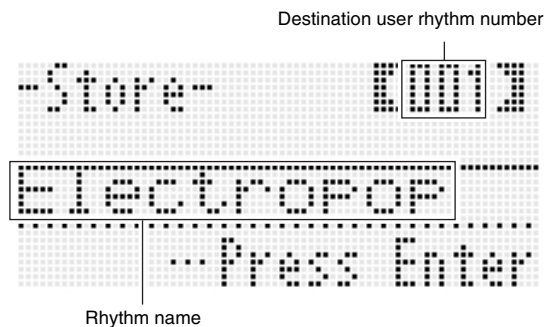 Destination user rhythm number
-Store- 【001】
Electropop
…Press Enter
Rhythm name